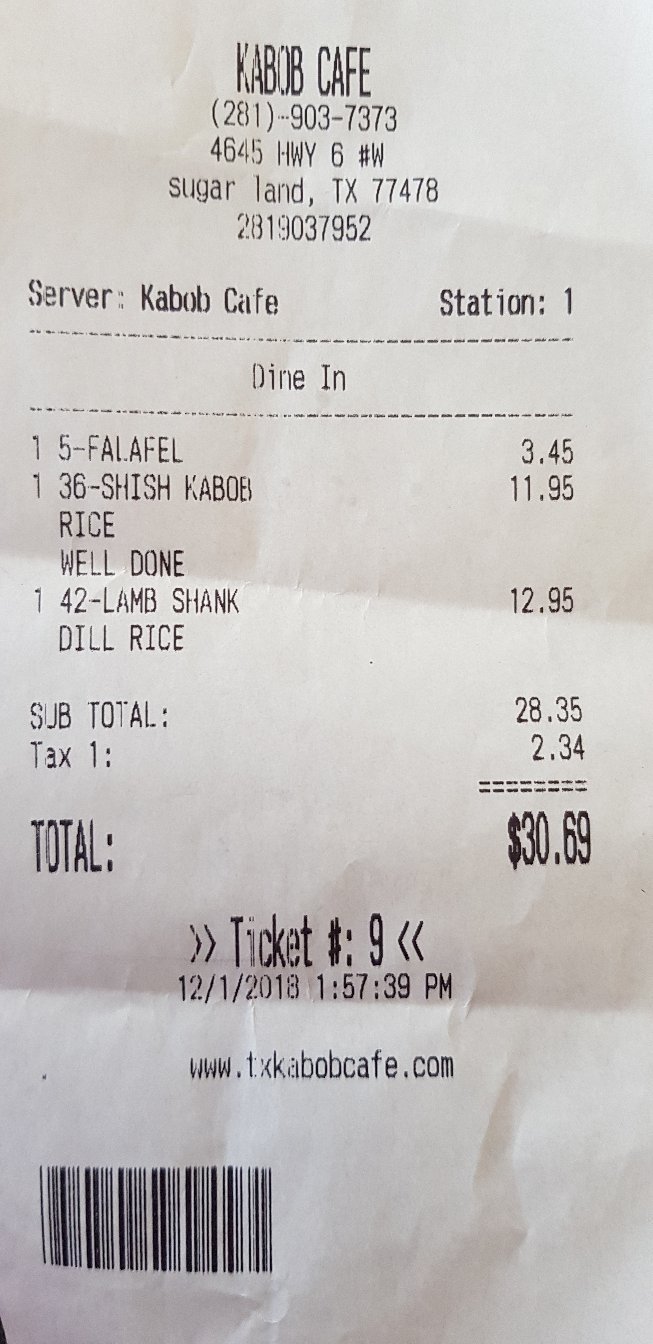 KABOB CAFE
(281)-903-7373
4645 HWY 6 #W
sugar land, TX 77478
2819037952
Server: Kabob Cafe Station: 1
Dine In
1 5-FALAFEL 3.45
1 36-SHISH KABOB 11.95
RICE
WELL DONE
1 42-LAMB SHANK 12.95
DILL RICE
SUB TOTAL: 28.35
Tax 1: 2.34
========
TOTAL: $30.69
>> Ticket #: 9 <<
12/1/2018 1:57:39 PM
www.txkabobcafe.com